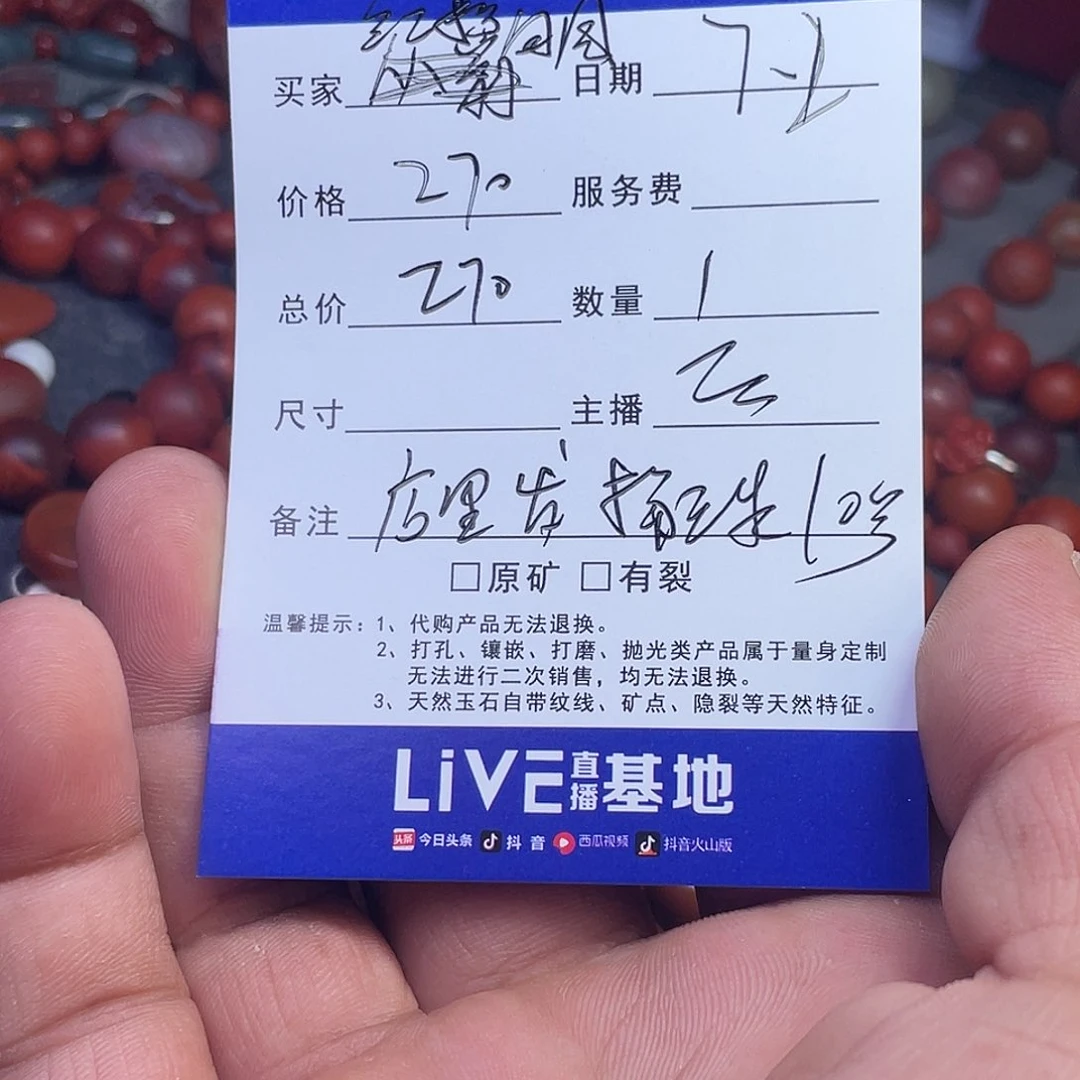 买家 日期 7-1
价格 270 服务费
总价 270 数量 1
尺寸 主播
备注 店里发
□原矿 □有裂
温馨提示：1、代购产品无法退换。
2、打孔、镶嵌、打磨、抛光类产品属于量身定制
无法进行二次销售，均无法退换。
3、天然玉石自带纹线、矿点、隐裂等天然特征。
LiVE直播基地
头条 今日头条 抖音 西瓜视频 抖音火山版